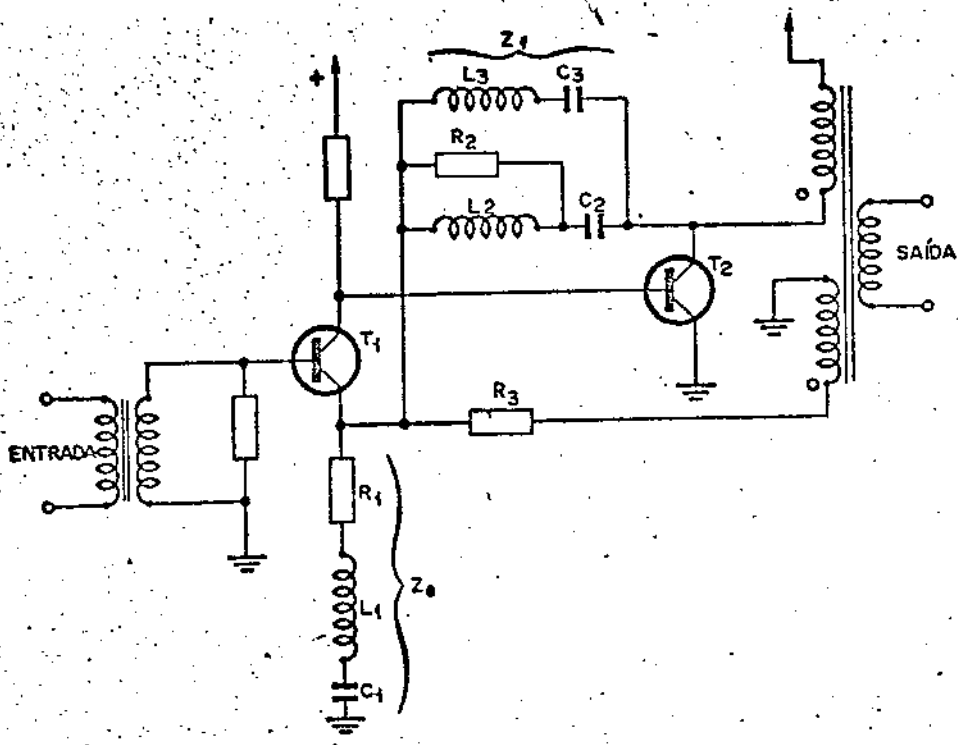 Zf
+
L3
C3
R2
L2
C2
T2
SAÍDA
T1
R3
ENTRADA
R1
Ze
L1
C1